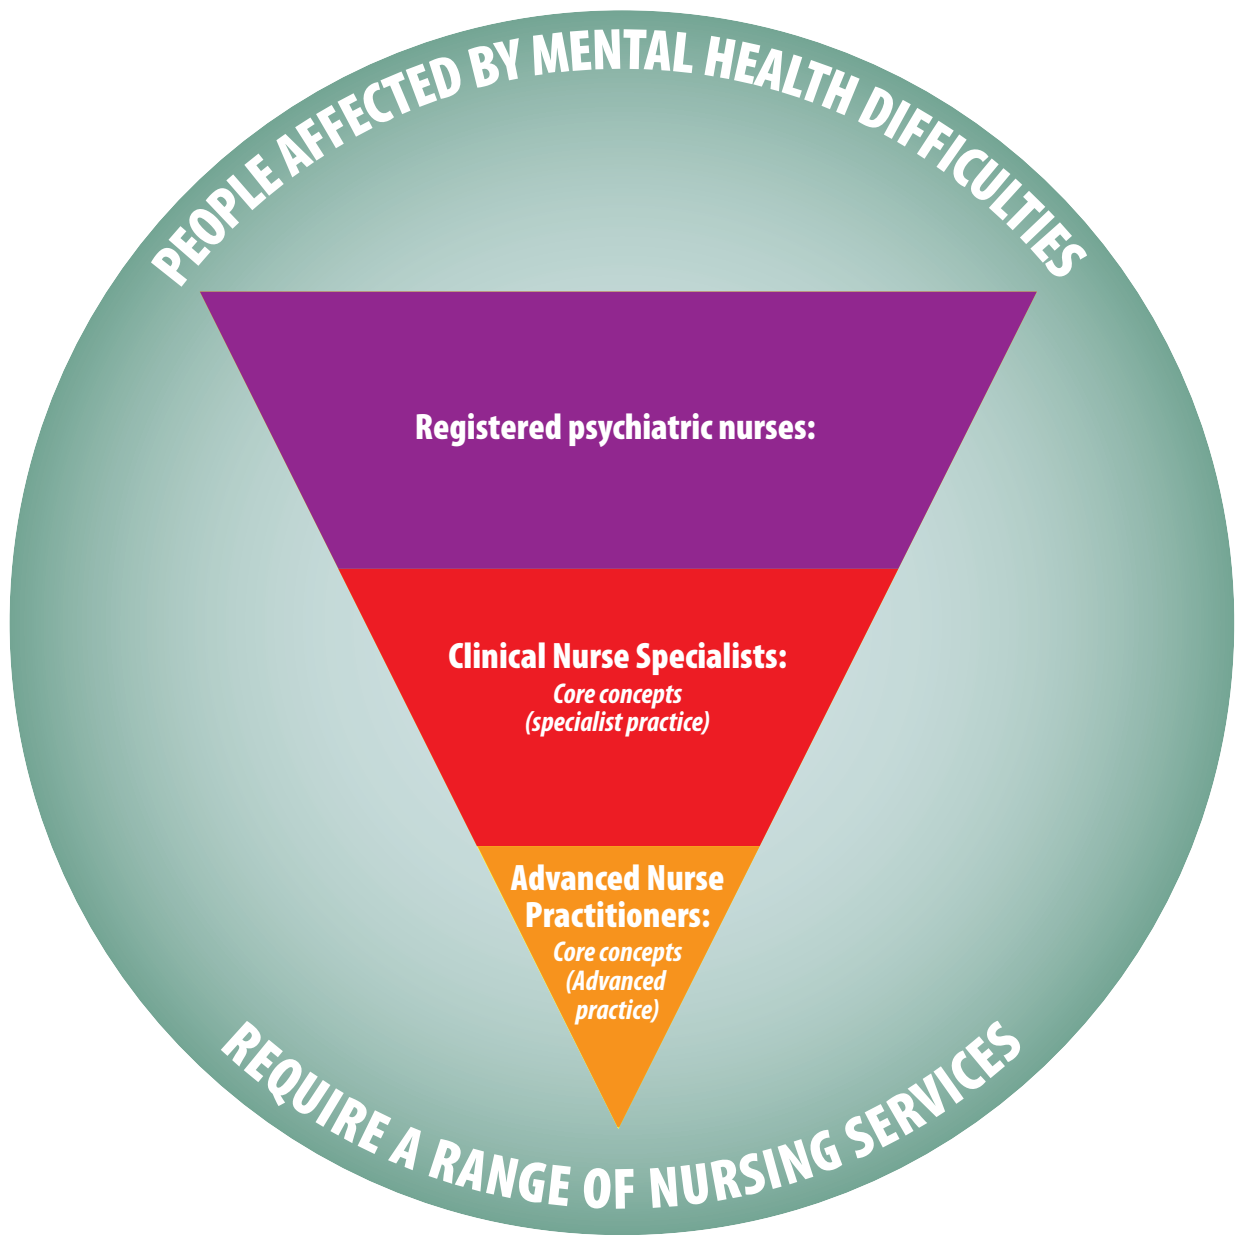 PEOPLE AFFECTED BY MENTAL HEALTH DIFFICULTIES
Registered psychiatric nurses:
Clinical Nurse Specialists:
Core concepts
(specialist practice)
Advanced Nurse
Practitioners:
Core concepts
(Advanced
practice)
REQUIRE A RANGE OF NURSING SERVICES